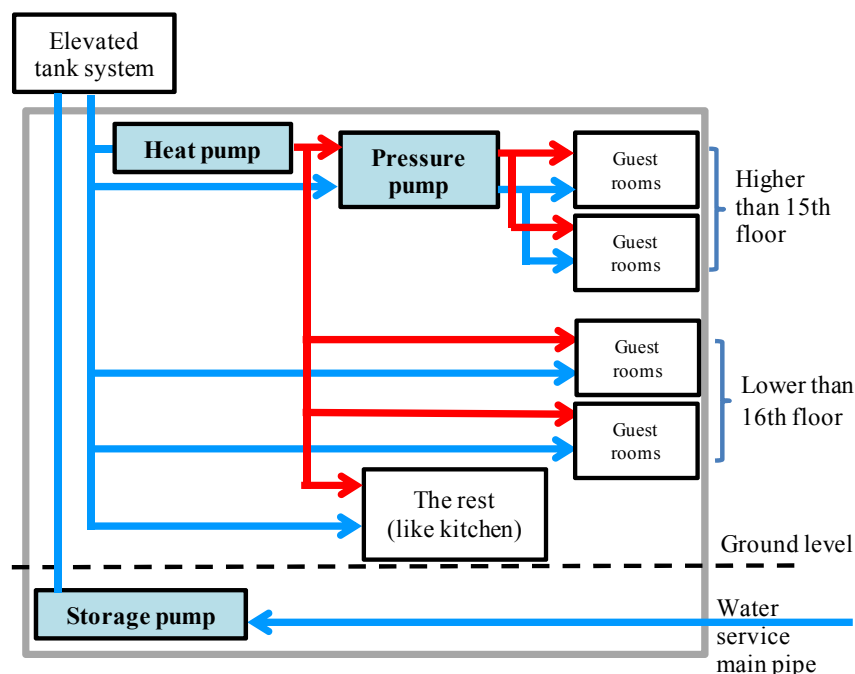 Elevated
tank system
Heat pump
Pressure
pump
Guest
rooms
Guest
rooms
Higher
than 15th
floor
Guest
rooms
Guest
rooms
Lower than
16th floor
The rest
(like kitchen)
Ground level
Storage pump
Water
service
main pipe